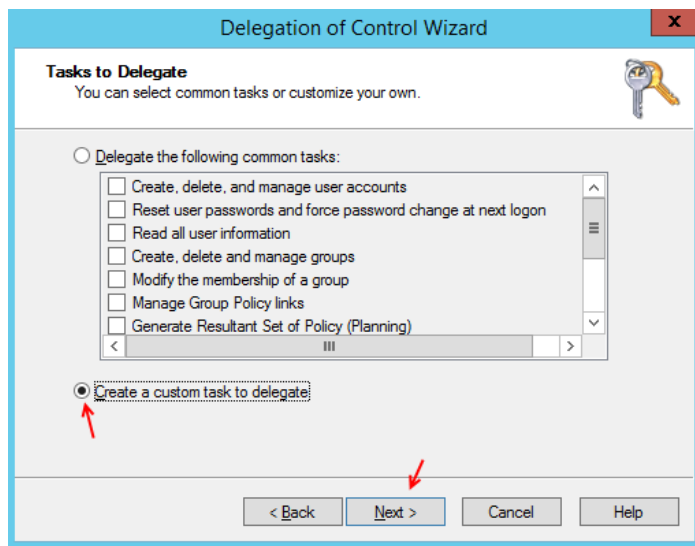 Delegation of Control Wizard
x
Tasks to Delegate
You can select common tasks or customize your own.
Delegate the following common tasks:
Create, delete, and manage user accounts
Reset user passwords and force password change at next logon
Read all user information
Create, delete and manage groups
Modify the membership of a group
Manage Group Policy links
Generate Resultant Set of Policy (Planning)
Create a custom task to delegate
< Back
Next >
Cancel
Help